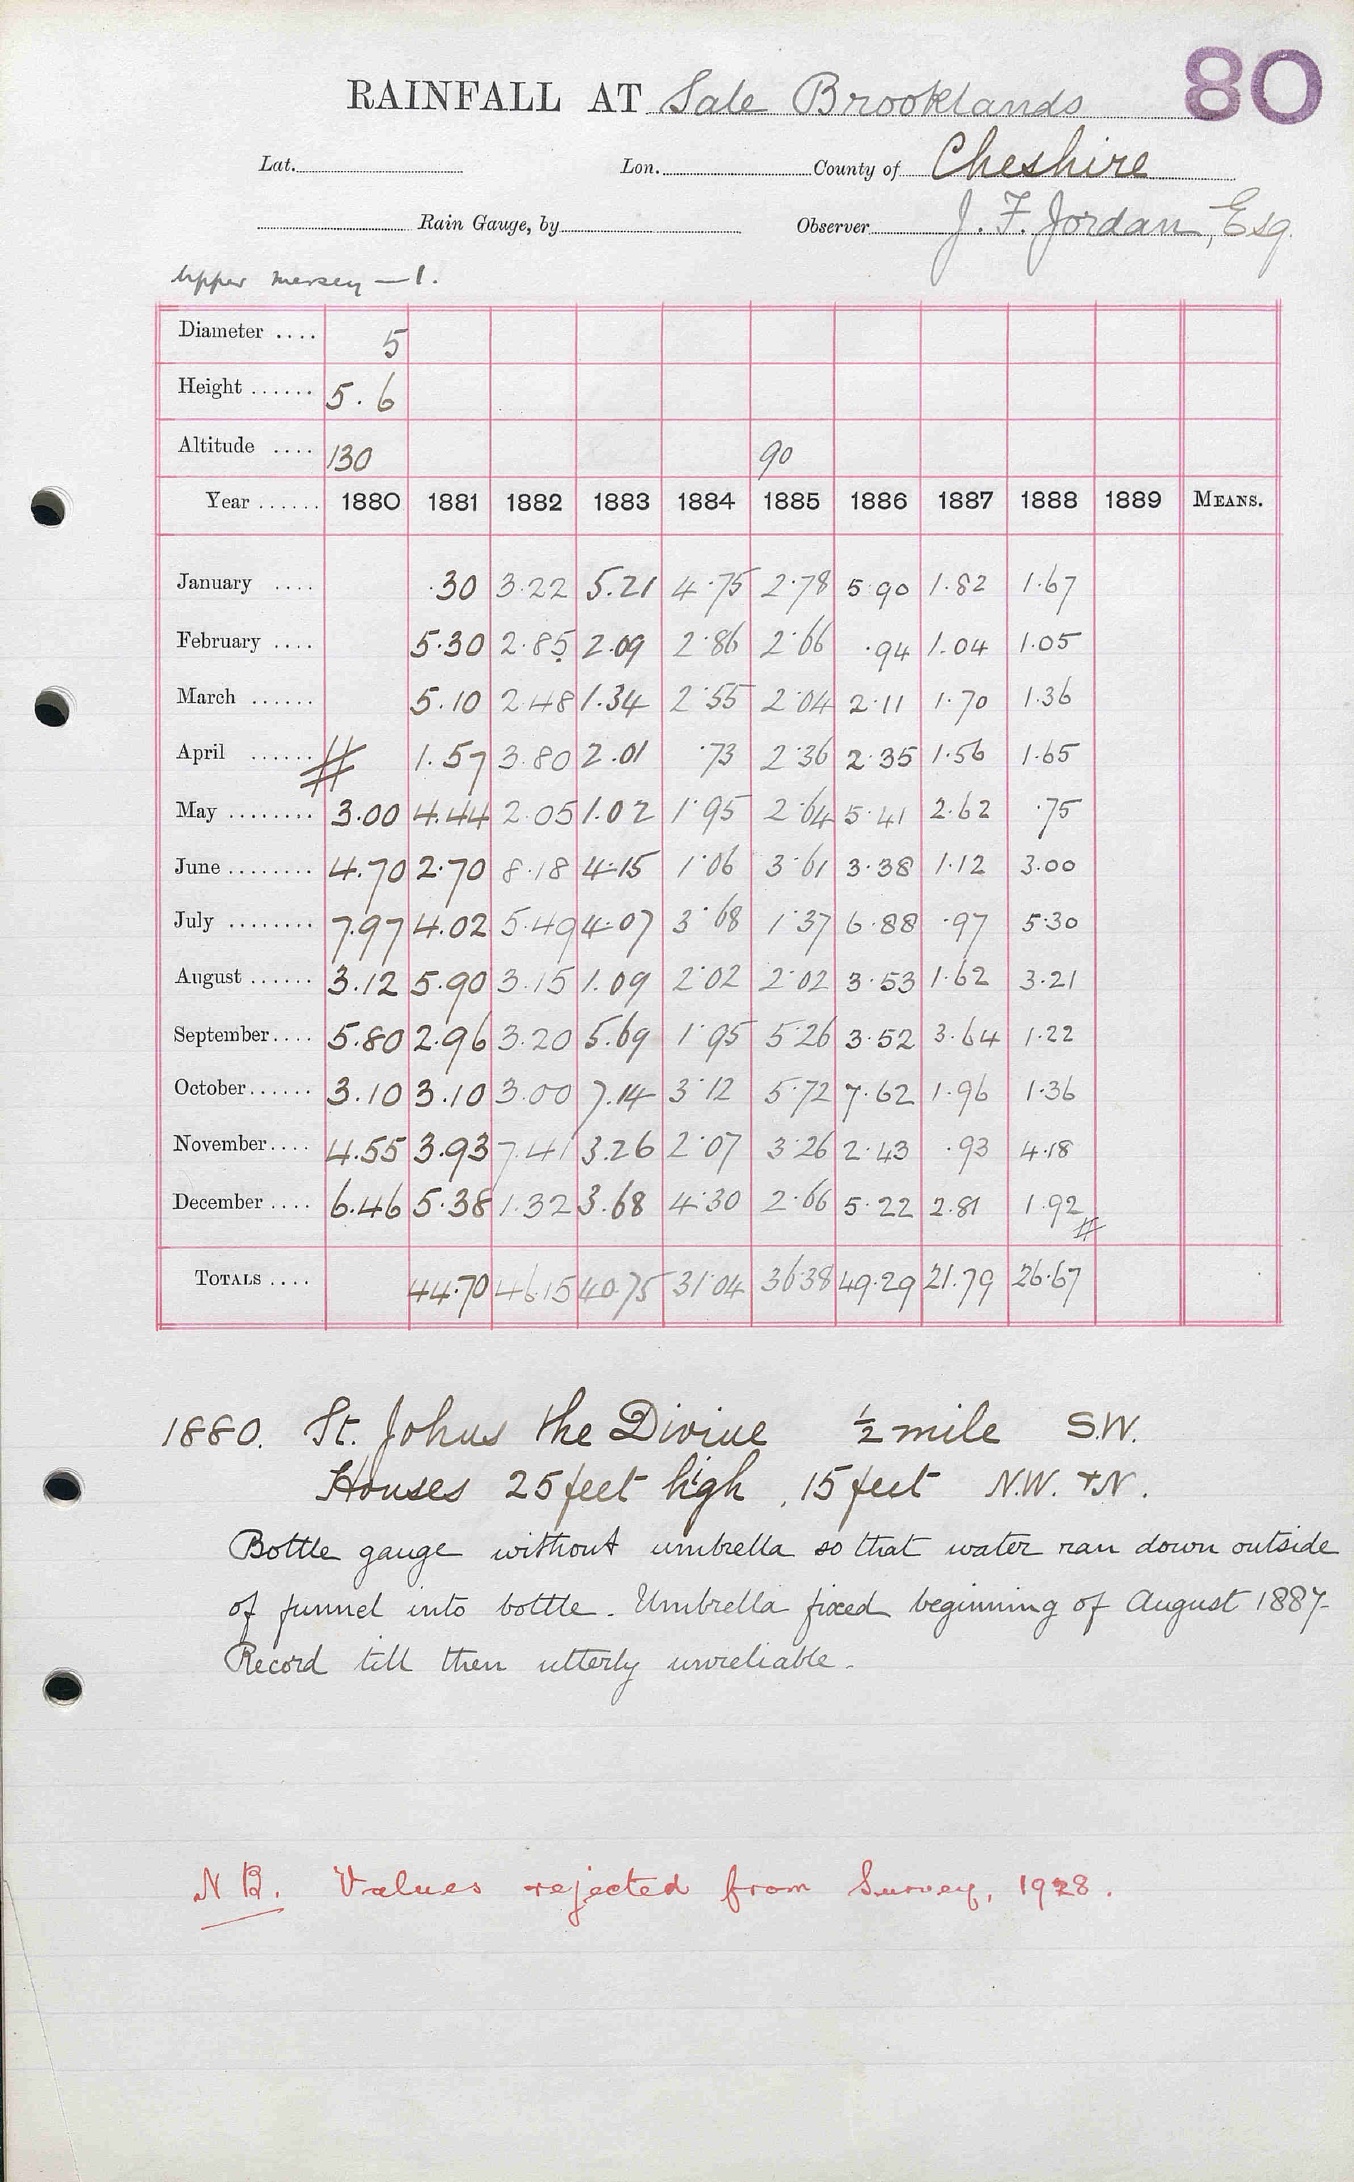 80
RAINFALL AT Sale Brooklands
Lat. Lon. County of Cheshire
Rain Gauge, by Observer J. F. Jordan, Esq.
Upper Mersey — 1.
Diameter .... 5
Height ...... 5.6
Altitude .... 130 90
Year ...... 1880 1881 1882 1883 1884 1885 1886 1887 1888 1889 MEANS.
January .... .30 3.22 5.21 4.75 2.78 5.90 1.82 1.67
February .... 5.30 2.85 2.09 2.86 2.66 .94 1.04 1.05
March ...... 5.10 2.48 1.34 2.55 2.04 2.11 1.70 1.36
April ...... # 1.57 3.80 2.01 .73 2.36 2.35 1.56 1.65
May ........ 3.00 4.44 2.05 1.02 1.95 2.64 5.41 2.62 .75
June ........ 4.70 2.70 8.18 4.15 1.06 3.61 3.38 1.12 3.00
July ........ 7.97 4.02 5.49 4.07 3.68 1.37 6.88 .97 5.30
August ...... 3.12 5.90 3.15 1.09 2.02 2.02 3.53 1.62 3.21
September.... 5.80 2.96 3.20 5.69 1.95 5.26 3.52 3.64 1.22
October...... 3.10 3.10 3.00 7.14 3.12 5.72 7.62 1.96 1.36
November.... 4.55 3.93 7.41 3.26 2.07 3.26 2.43 .93 4.18
December .... 6.46 5.38 1.32 3.68 4.30 2.66 5.22 2.81 1.92 #
TOTALS .... 44.70 46.15 40.75 31.04 36.38 49.29 21.79 26.67
1880. St. Johns the Divine ½ mile S.W.
Houses 25 feet high, 15 feet N.W. + N.
Bottle gauge without umbrella so that water ran down outside
of funnel into bottle. Umbrella fixed beginning of August 1887.
Record till then utterly unreliable.
N.B. Values rejected from Survey, 1928.